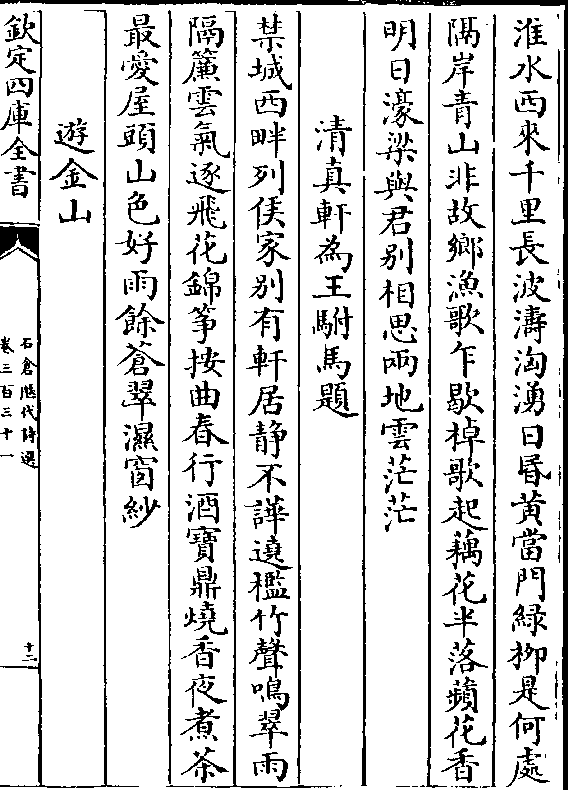 淮水西來千里長波濤洶湧日昏黃當門綠柳是何處
隔岸青山非故鄉漁歌乍歇棹歌起藕花半落蘋花香
明日濠梁與君别相思兩地雲茫茫
清真軒為王駙馬題
禁城西畔列侯家别有軒居静不譁遶檻竹聲鳴翠雨
隔簾雲氣逐飛花錦筝按曲春行酒寶鼎燒香夜煮茶
最愛屋頭山色好雨餘蒼翠濕窗紗
遊金山
欽定四庫全書
石倉歷代詩選
卷三百三十一
十二